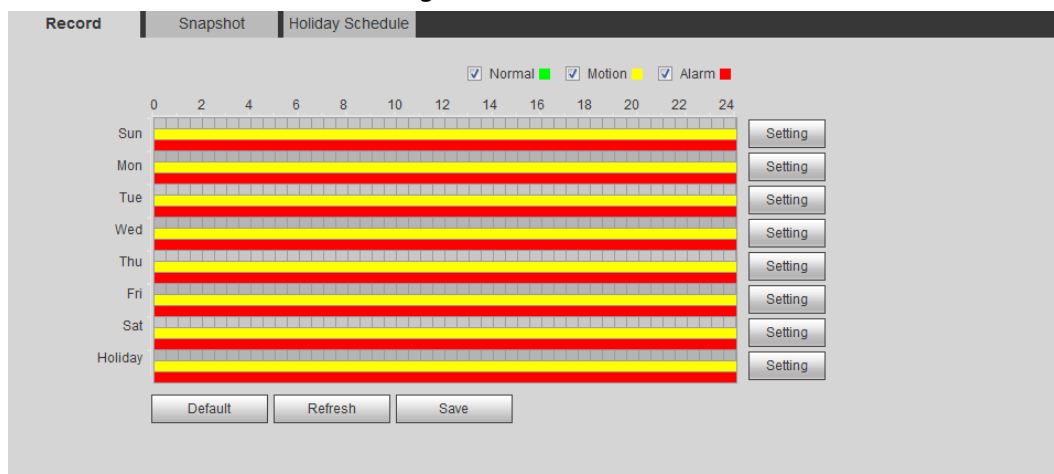 Record Snapshot Holiday Schedule
Normal Motion Alarm
0 2 4 6 8 10 12 14 16 18 20 22 24
Sun Setting
Mon Setting
Tue Setting
Wed Setting
Thu Setting
Fri Setting
Sat Setting
Holiday Setting
Default Refresh Save